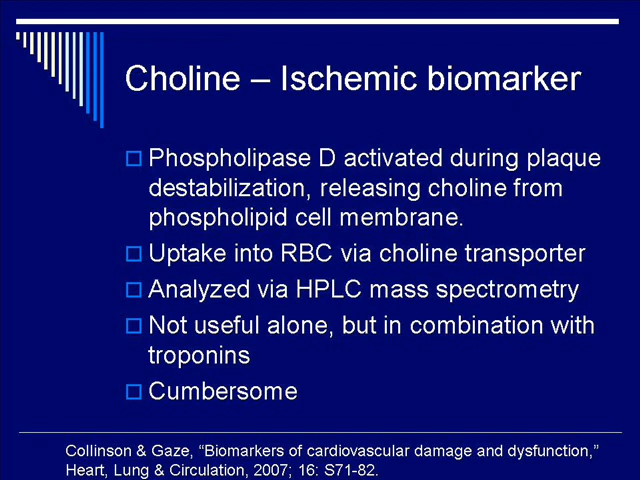 Choline – Ischemic biomarker
Phospholipase D activated during plaque
destabilization, releasing choline from
phospholipid cell membrane.
Uptake into RBC via choline transporter
Analyzed via HPLC mass spectrometry
Not useful alone, but in combination with
troponins
Cumbersome
Collinson & Gaze, “Biomarkers of cardiovascular damage and dysfunction,”
Heart, Lung & Circulation, 2007; 16: S71-82.